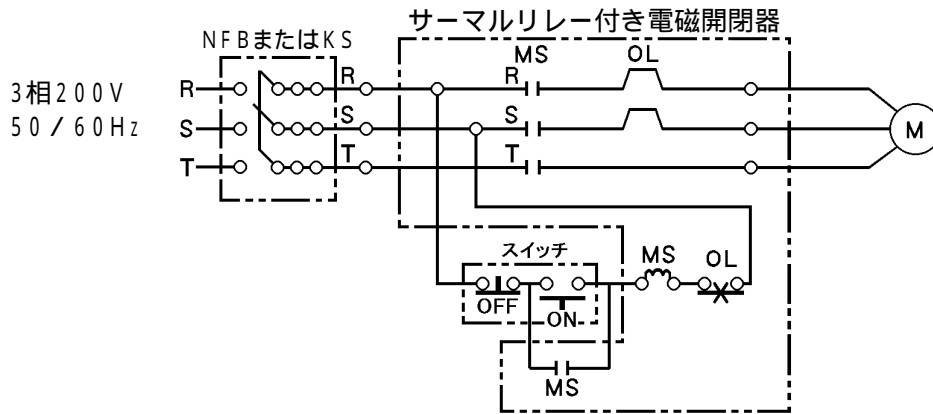 サーマルリレー付き電磁開閉器
NFBまたはKS
MS OL
3相200V
50/60Hz
R R R
S S S
T T T
M
スイッチ
MS OL
OFF
ON
MS